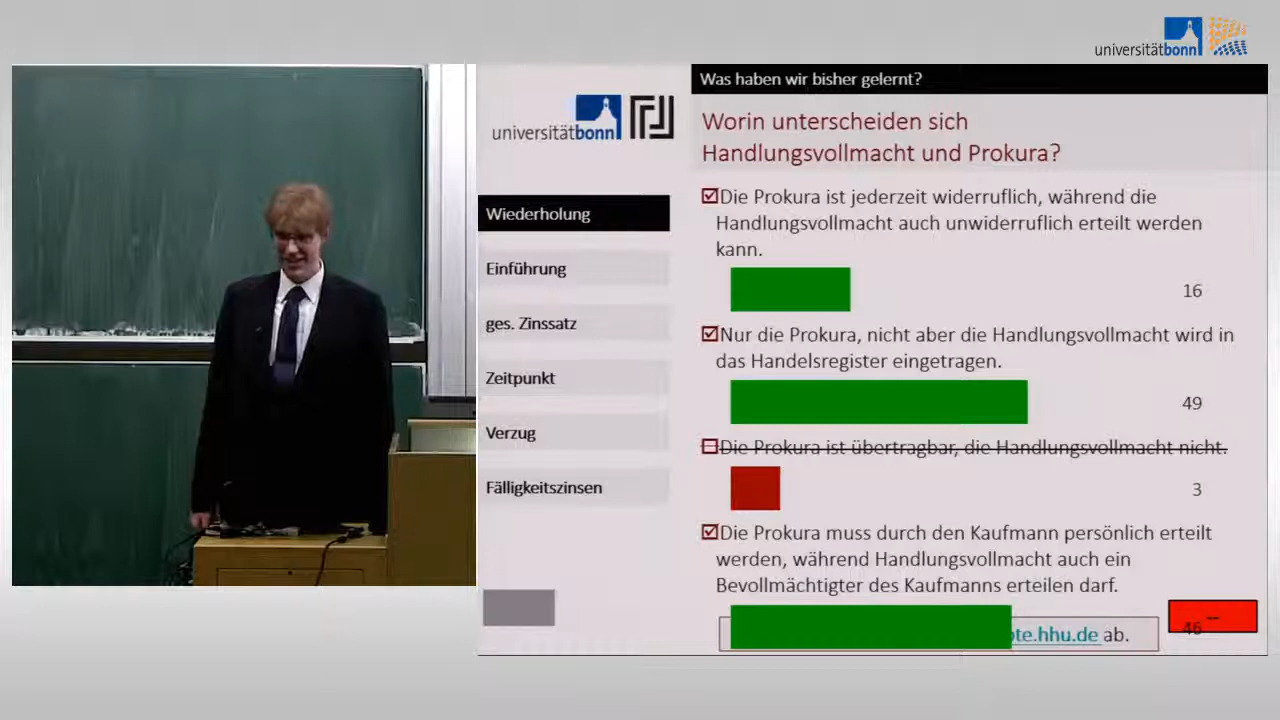 universitätbonn
Was haben wir bisher gelernt?
universitätbonn
Worin unterscheiden sich
Handlungsvollmacht und Prokura?
Wiederholung
Einführung
ges. Zinssatz
Zeitpunkt
Verzug
Fälligkeitszinsen
Die Prokura ist jederzeit widerruflich, während die
Handlungsvollmacht auch unwiderruflich erteilt werden
kann.
16
Nur die Prokura, nicht aber die Handlungsvollmacht wird in
das Handelsregister eingetragen.
49
Die Prokura ist übertragbar, die Handlungsvollmacht nicht.
3
Die Prokura muss durch den Kaufmann persönlich erteilt
werden, während Handlungsvollmacht auch ein
Bevollmächtigter des Kaufmanns erteilen darf.
46
te.hhu.de ab.